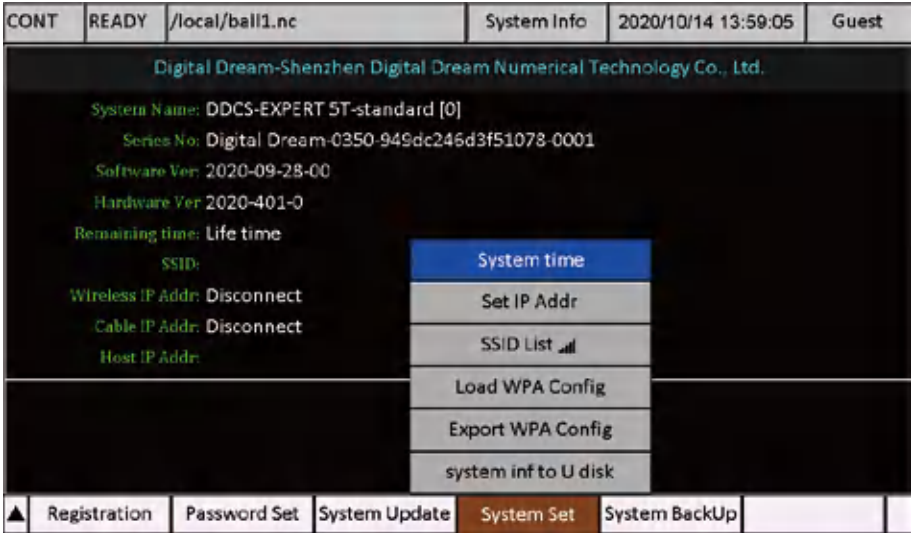 CONT READY /local/ball1.nc System Info 2020/10/14 13:59:05 Guest
Digital Dream-Shenzhen Digital Dream Numerical Technology Co., Ltd.
System Name: DDCS-EXPERT 5T-standard [0]
Series No: Digital Dream-0350-949dc246d3f51078-0001
Software Ver: 2020-09-28-00
Hardware Ver 2020-401-0
Remaining time: Life time
SSID:
Wireless IP Addr: Disconnect
Cable IP Addr: Disconnect
Host IP Addr:
System time
Set IP Addr
SSID List
Load WPA Config
Export WPA Config
system inf to U disk
Registration Password Set System Update System Set System BackUp